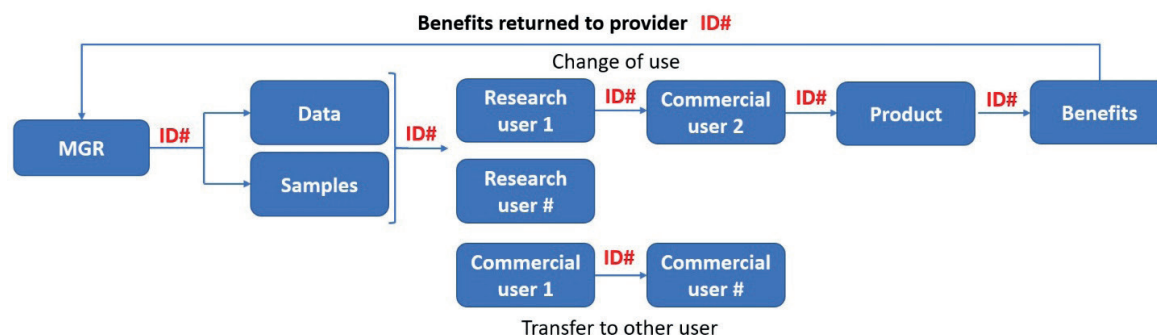 Benefits returned to provider ID#
Change of use
MGR
ID#
Data
Samples
ID#
Research
user 1
ID#
Commercial
user 2
ID#
Product
ID#
Benefits
Research
user #
Commercial
user 1
ID#
Commercial
user #
Transfer to other user